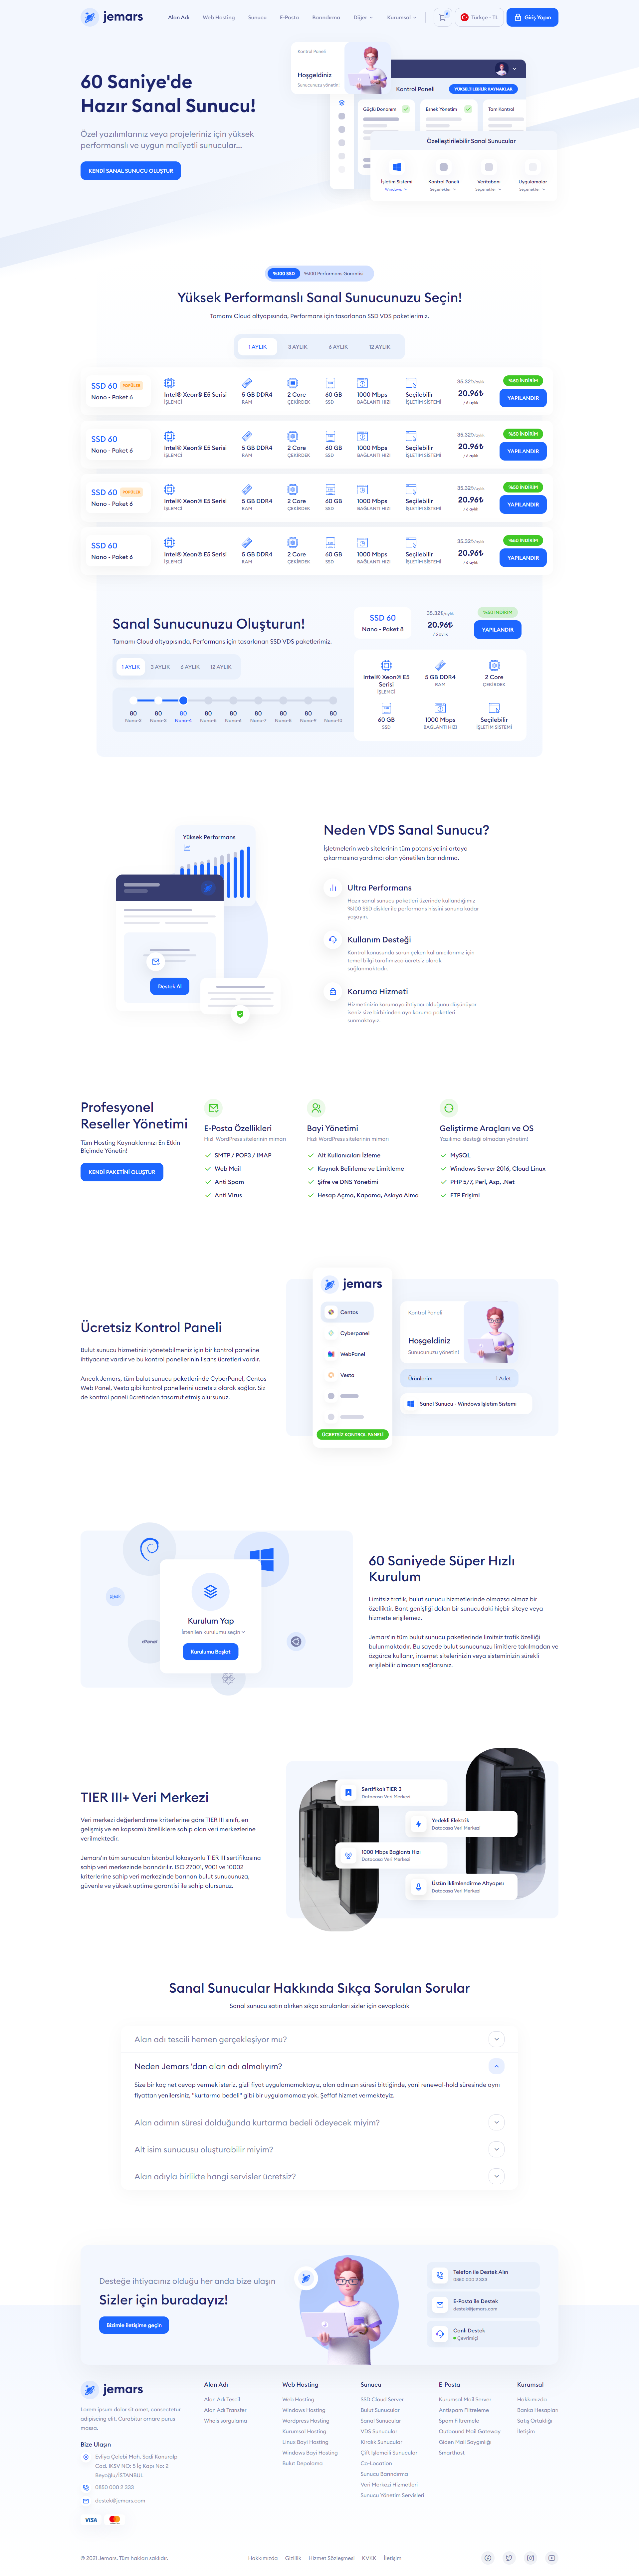 jemars
Alan Adı
Web Hosting
Sunucu
E-Posta
Barındırma
Diğer
Kurumsal
Türkçe - TL
Giriş Yapın
60 Saniye'de
Hazır Sanal Sunucu!
Özel yazılımlarınız veya projeleriniz için yüksek
performanslı ve uygun maliyetli sunucular...
KENDİ SANAL SUNUCU OLUŞTUR
Kontrol Paneli
Hoşgeldiniz
Sunucunuzu yönetin!
Kontrol Paneli
YÜKSELTİLEBİLİR KAYNAKLAR
Güçlü Donanım
Esnek Yönetim
Tam Kontrol
Özelleştirilebilir Sanal Sunucular
İşletim Sistemi
Windows
Kontrol Paneli
Seçenekler
Veritabanı
Seçenekler
Uygulamalar
Seçenekler
%100 SSD
%100 Performans Garantisi
Yüksek Performanslı Sanal Sunucunuzu Seçin!
Tamamı Cloud altyapısında, Performans için tasarlanan SSD VDS paketlerimiz.
1 AYLIK
3 AYLIK
6 AYLIK
12 AYLIK
SSD 60
POPÜLER
Nano - Paket 6
Intel® Xeon® E5 Serisi
İŞLEMCİ
5 GB DDR4
RAM
2 Core
ÇEKİRDEK
60 GB
SSD
1000 Mbps
BAĞLANTI HIZI
Seçilebilir
İŞLETİM SİSTEMİ
35.32₺/aylık
20.96₺
/ 6 aylık
%60 İNDİRİM
YAPILANDIR
SSD 60
Nano - Paket 6
Intel® Xeon® E5 Serisi
İŞLEMCİ
5 GB DDR4
RAM
2 Core
ÇEKİRDEK
60 GB
SSD
1000 Mbps
BAĞLANTI HIZI
Seçilebilir
İŞLETİM SİSTEMİ
35.32₺/aylık
20.96₺
/ 6 aylık
%60 İNDİRİM
YAPILANDIR
SSD 60
POPÜLER
Nano - Paket 6
Intel® Xeon® E5 Serisi
İŞLEMCİ
5 GB DDR4
RAM
2 Core
ÇEKİRDEK
60 GB
SSD
1000 Mbps
BAĞLANTI HIZI
Seçilebilir
İŞLETİM SİSTEMİ
35.32₺/aylık
20.96₺
/ 6 aylık
%60 İNDİRİM
YAPILANDIR
SSD 60
Nano - Paket 6
Intel® Xeon® E5 Serisi
İŞLEMCİ
5 GB DDR4
RAM
2 Core
ÇEKİRDEK
60 GB
SSD
1000 Mbps
BAĞLANTI HIZI
Seçilebilir
İŞLETİM SİSTEMİ
35.32₺/aylık
20.96₺
/ 6 aylık
%60 İNDİRİM
YAPILANDIR
Sanal Sunucunuzu Oluşturun!
Tamamı Cloud altyapısında, Performans için tasarlanan SSD VDS paketlerimiz.
1 AYLIK
3 AYLIK
6 AYLIK
12 AYLIK
80 80 80 80 80 80 80 80 80
Nano-2 Nano-3 Nano-4 Nano-5 Nano-6 Nano-7 Nano-8 Nano-9 Nano-10
SSD 60
Nano - Paket 8
35.32₺/aylık
20.96₺
/ 6 aylık
%60 İNDİRİM
YAPILANDIR
Intel® Xeon® E5
Serisi
İŞLEMCİ
5 GB DDR4
RAM
2 Core
ÇEKİRDEK
60 GB
SSD
1000 Mbps
BAĞLANTI HIZI
Seçilebilir
İŞLETİM SİSTEMİ
Yüksek Performans
Destek Al
Neden VDS Sanal Sunucu?
İşletmelerin web sitelerinin tüm potansiyelini ortaya
çıkarmasına yardımcı olan yönetilen barındırma.
Ultra Performans
Hazır sanal sunucu paketleri üzerinde kullandığımız
%100 SSD diskler ile performans hissini sonuna kadar
yaşayın.
Kullanım Desteği
Kontrol konusunda sorun çeken kullanıcılarımız için
temel bilgi tarafımızca ücretsiz olarak
sağlanmaktadır.
Koruma Hizmeti
Hizmetimizin korumaya ihtiyacı olduğunu düşünüyor
iseniz size birbirinden ayrı koruma paketleri
sunmaktayız.
Profesyonel
Reseller Yönetimi
Tüm Hosting Kaynaklarınızı En Etkin
Biçimde Yönetin!
KENDİ PAKETİNİ OLUŞTUR
E-Posta Özellikleri
Hızlı WordPress sitelerinin mimarı
SMTP / POP3 / IMAP
Web Mail
Anti Spam
Anti Virus
Bayi Yönetimi
Hızlı WordPress sitelerinin mimarı
Alt Kullanıcıları İzleme
Kaynak Belirleme ve Limitleme
Şifre ve DNS Yönetimi
Hesap Açma, Kapama, Askıya Alma
Geliştirme Araçları ve OS
Yazılımcı desteği olmadan yönetim!
MySQL
Windows Server 2016, Cloud Linux
PHP 5/7, Perl, Asp, .Net
FTP Erişimi
Ücretsiz Kontrol Paneli
Bulut sunucu hizmetinizi yönetebilmeniz için bir kontrol paneline
ihtiyacınız vardır ve bu kontrol panellerinin lisans ücretleri vardır.
Ancak Jemars, tüm bulut sunucu paketlerinde CyberPanel, Centos
Web Panel, Vesta gibi kontrol panellerini ücretsiz olarak sağlar. Siz
de kontrol paneli ücretinden tasarruf etmiş olursunuz.
jemars
Centos
Cyberpanel
WebPanel
Vesta
ÜCRETSİZ KONTROL PANELİ
Kontrol Paneli
Hoşgeldiniz
Sunucunuzu yönetin!
Ürünlerim
1 Adet
Sanal Sunucu - Windows İşletim Sistemi
cPanel
Kurulum Yap
İstenilen kurulumu seçin
Kurulumu Başlat
60 Saniyede Süper Hızlı
Kurulum
Limitsiz trafik, bulut sunucu hizmetlerinde olmazsa olmaz bir
özelliktir. Bant genişliği dolan bir sunucudaki hiçbir siteye veya
hizmete erişilemez.
Jemars'ın tüm bulut sunucu paketlerinde limitsiz trafik özelliği
bulunmaktadır. Bu sayede bulut sunucunuzu limitlere takılmadan ve
özgürce kullanır, internet sitelerinizin veya sisteminizin sürekli
erişilebilir olmasını sağlarsınız.
TIER III+ Veri Merkezi
Veri merkezi değerlendirme kriterlerine göre TIER III sınıfı, en
gelişmiş ve en kapsamlı özelliklere sahip olan veri merkezlerine
verilmektedir.
Jemars'ın tüm sunucuları İstanbul lokasyonlu TIER III sertifikasına
sahip veri merkezinde barındırılır. ISO 27001, 9001 ve 10002
kriterlerine sahip veri merkezinde barınan bulut sunucunuza,
güvenle ve yüksek uptime garantisi ile sahip olursunuz.
Sertifikalı TIER 3
Datacasa Veri Merkezi
Yedekli Elektrik
Datacasa Veri Merkezi
1000 Mbps Bağlantı Hızı
Datacasa Veri Merkezi
Üstün İklimlendirme Altyapısı
Datacasa Veri Merkezi
Sanal Sunucular Hakkında Sıkça Sorulan Sorular
Sanal sunucu satın alırken sıkça sorulanları sizler için cevapladık
Alan adı tescili hemen gerçekleşiyor mu?
Neden Jemars 'dan alan adı almalıyım?
Size bir kaç net cevap vermek isteriz, gizli fiyat uygulamamaktayız, alan adınızın süresi bittiğinde, yani renewal-hold süresinde aynı
fiyattan yenilersiniz, "kurtarma bedeli" gibi bir uygulamamız yok. Şeffaf hizmet vermekteyiz.
Alan adımın süresi dolduğunda kurtarma bedeli ödeyecek miyim?
Alt isim sunucusu oluşturabilir miyim?
Alan adıyla birlikte hangi servisler ücretsiz?
Desteğe ihtiyacınız olduğu her anda bize ulaşın
Sizler için buradayız!
Bizimle iletişime geçin
Telefon ile Destek Alın
0850 000 2 333
E-Posta ile Destek
destek@jemars.com
Canlı Destek
Çevrimiçi
jemars
Lorem ipsum dolor sit amet, consectetur
adipiscing elit. Curabitur ornare purus
massa.
Bize Ulaşın
Evliya Çelebi Mah. Sadi Konuralp
Cad. IKSV NO: 5 İç Kapı No: 2
Beyoğlu/İSTANBUL
0850 000 2 333
destek@jemars.com
VISA
Alan Adı
Alan Adı Tescil
Alan Adı Transfer
Whois sorgulama
Web Hosting
Web Hosting
Windows Hosting
Wordpress Hosting
Kurumsal Hosting
Linux Bayi Hosting
Windows Bayi Hosting
Bulut Depolama
Sunucu
SSD Cloud Server
Bulut Sunucular
Sanal Sunucular
VDS Sunucular
Kiralık Sunucular
Çift İşlemcili Sunucular
Co-Location
Sunucu Barındırma
Veri Merkezi Hizmetleri
Sunucu Yönetim Servisleri
E-Posta
Kurumsal Mail Server
Antispam Filtreleme
Spam Filtremele
Outbound Mail Gateway
Giden Mail Saygınlığı
Smarthost
Kurumsal
Hakkımızda
Banka Hesapları
Satış Ortaklığı
İletişim
© 2021 Jemars. Tüm hakları saklıdır.
Hakkımızda
Gizlilik
Hizmet Sözleşmesi
KVKK
İletişim